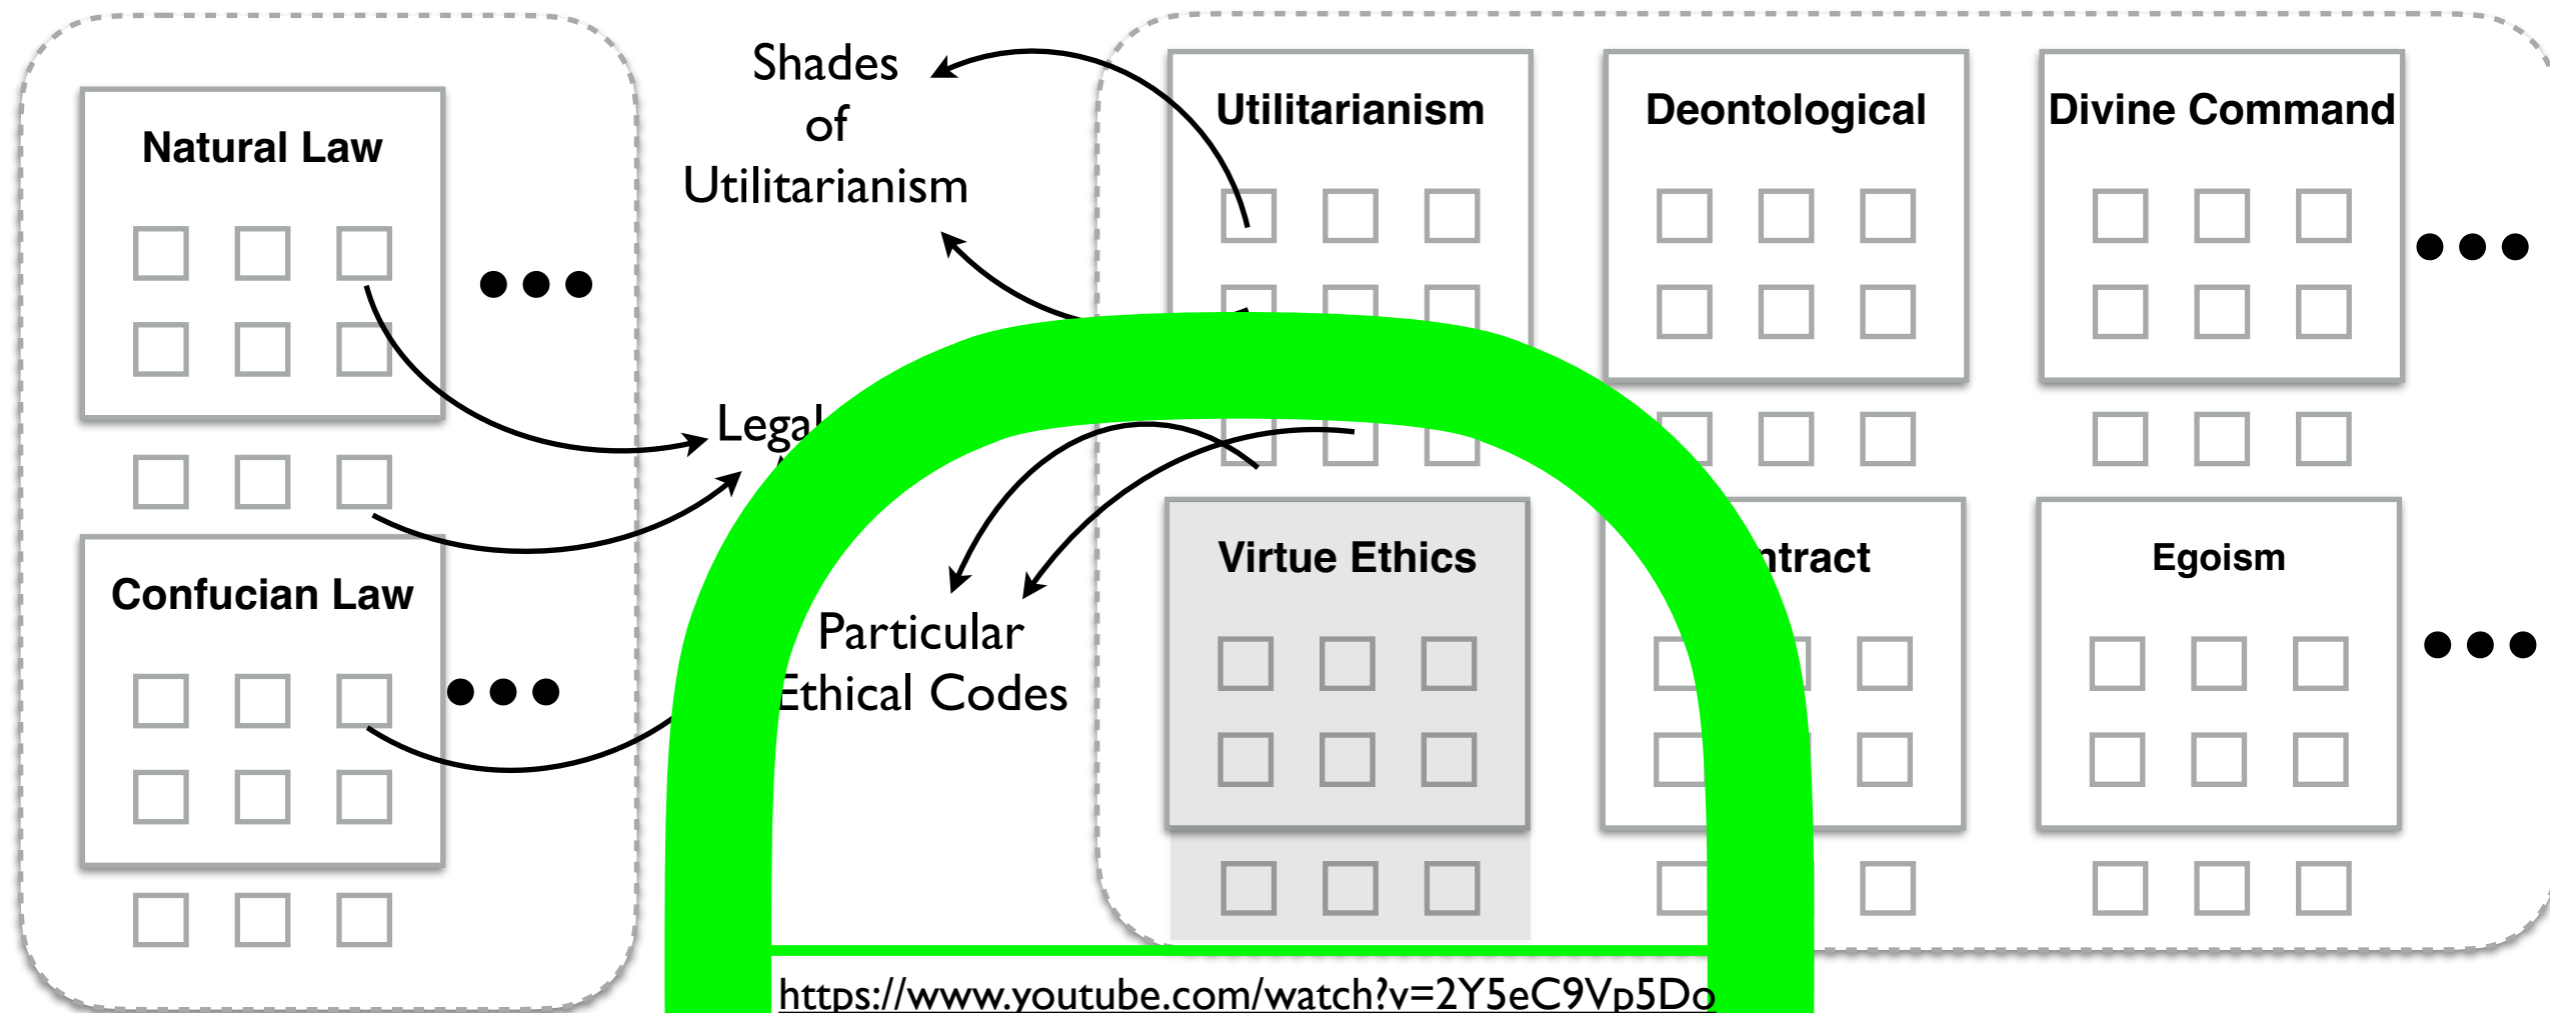 Natural Law
Confucian Law
Shades
of
Utilitarianism
Legal
Particular
Ethical Codes
Utilitarianism
Deontological
Divine Command
Virtue Ethics
ntract
Egoism
https://www.youtube.com/watch?v=2Y5eC9Vp5Do